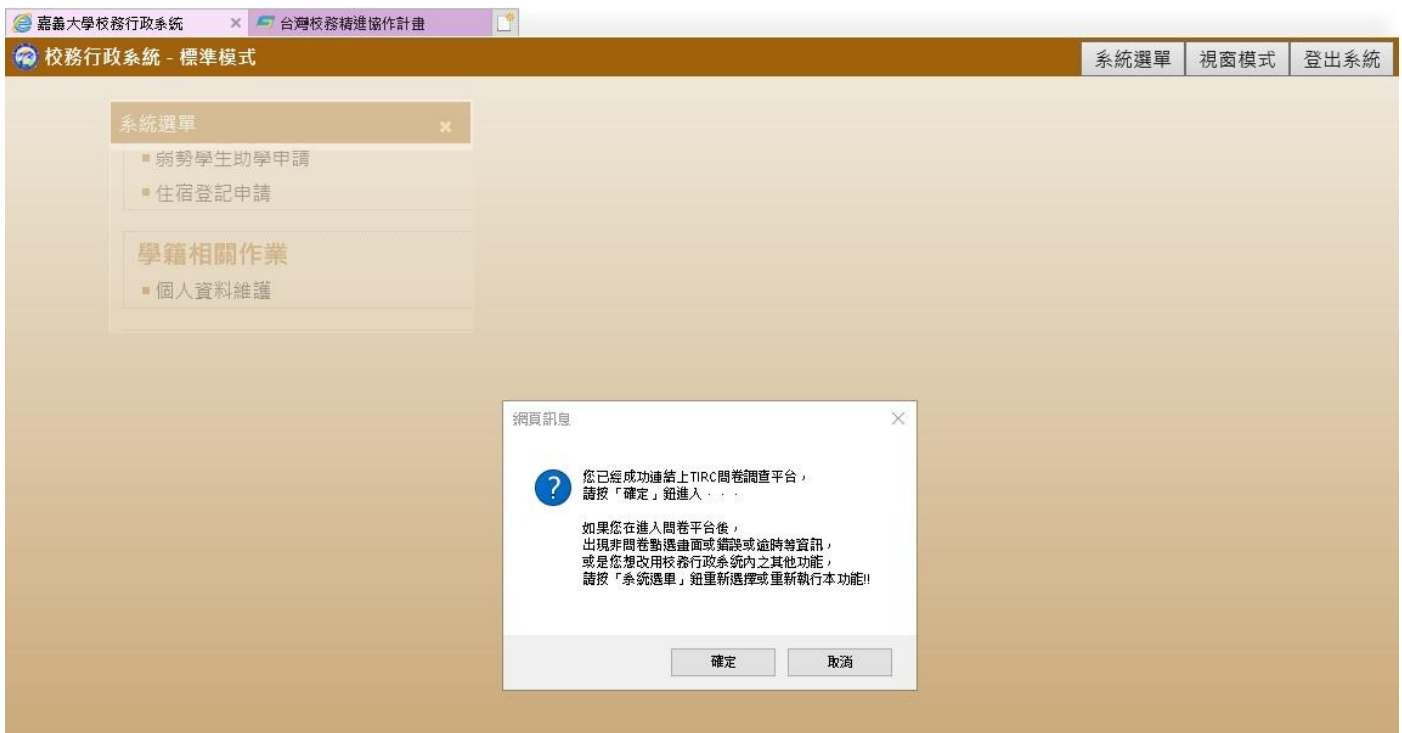 嘉義大學校務行政系統
台灣校務精進協作計畫
校務行政系統 - 標準模式
系統選單
視窗模式
登出系統
系統選單
弱勢學生助學申請
住宿登記申請
學籍相關作業
個人資料維護
網頁訊息
您已經成功連結上TIRC問卷調查平台，
請按「確定」鈕進入．．．
如果您在進入問卷平台後，
出現非問卷點選畫面或錯誤或逾時等資訊，
或是您想改用校務行政系統內之其他功能，
請按「系統選單」鈕重新選擇或重新執行本功能!!
確定
取消